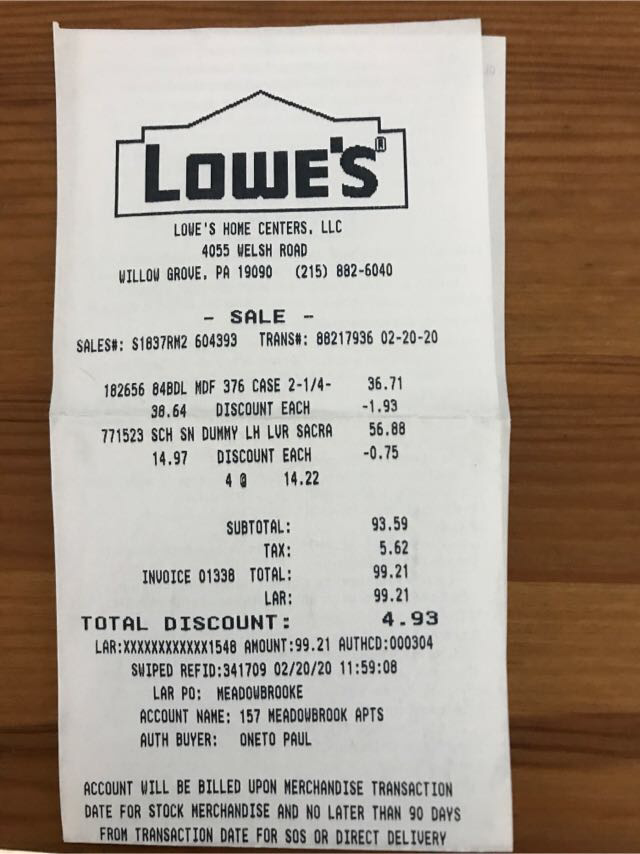 LOWE'S®
LOWE'S HOME CENTERS, LLC
4055 WELSH ROAD
WILLOW GROVE, PA 19090 (215) 882-6040
- SALE -
SALES#: S1837RM2 604393 TRANS#: 88217936 02-20-20
182656 84BDL MDF 376 CASE 2-1/4- 36.71
38.64 DISCOUNT EACH -1.93
771523 SCH SN DUMMY LH LVR SACRA 56.88
14.97 DISCOUNT EACH -0.75
4 @ 14.22
SUBTOTAL: 93.59
TAX: 5.62
INVOICE 01338 TOTAL: 99.21
LAR: 99.21
TOTAL DISCOUNT: 4.93
LAR:XXXXXXXXXXXX1548 AMOUNT:99.21 AUTHCD:000304
SWIPED REFID:341709 02/20/20 11:59:08
LAR PO: MEADOWBROOKE
ACCOUNT NAME: 157 MEADOWBROOK APTS
AUTH BUYER: ONETO PAUL
ACCOUNT WILL BE BILLED UPON MERCHANDISE TRANSACTION
DATE FOR STOCK MERCHANDISE AND NO LATER THAN 90 DAYS
FROM TRANSACTION DATE FOR SOS OR DIRECT DELIVERY